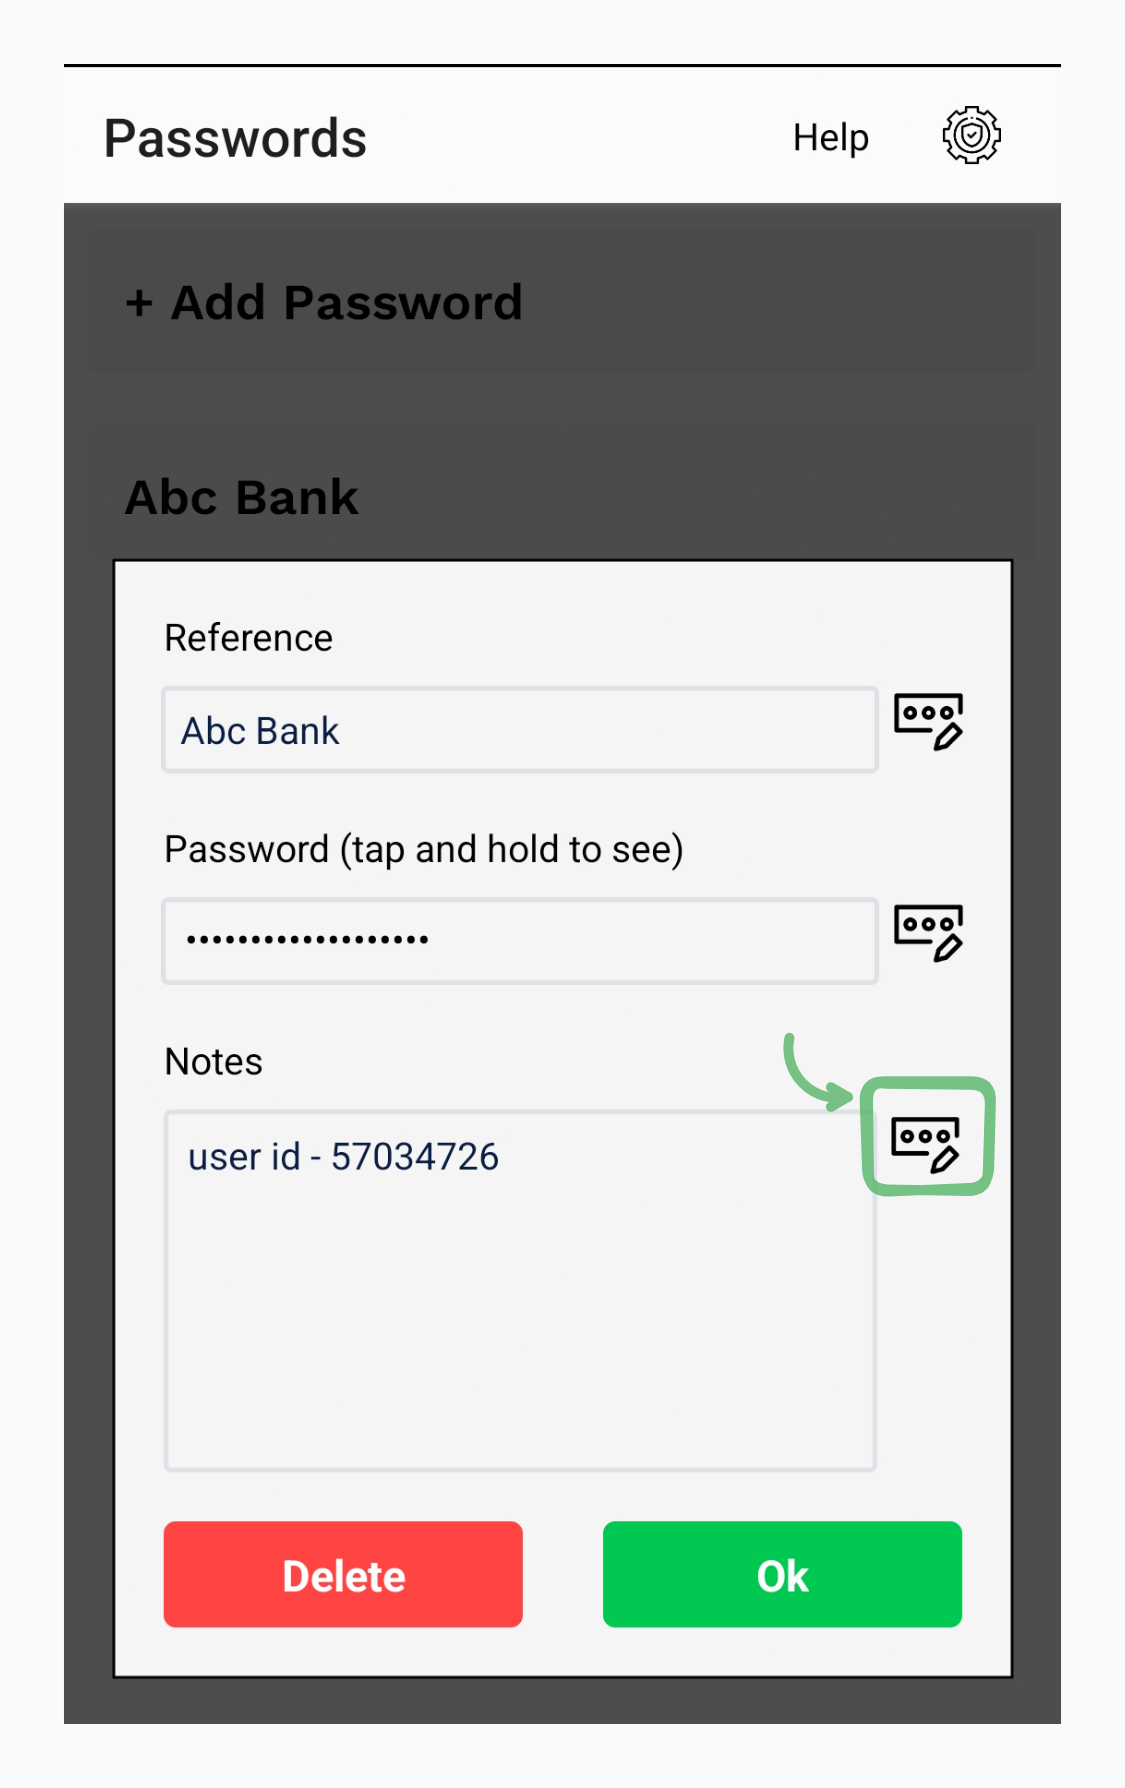 Passwords
Help
+ Add Password
Abc Bank
Reference
Abc Bank
Password (tap and hold to see)
•••••••••••••••••••
Notes
user id - 57034726
Delete
Ok